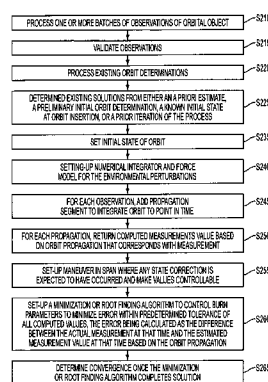 PROCESS ONE OR MORE BATCHES OF OBSERVATIONS OF ORBITAL OBJECT
S210
VALIDATE OBSERVATIONS
S215
PROCESS EXISTING ORBIT DETERMINATIONS
S220
DETERMINED EXISTING SOLUTIONS FROM EITHER AN A PRIORI ESTIMATE,
A PRELIMINARY INITIAL ORBIT DETERMINATION, A KNOWN INITIAL STATE
AT ORBIT INSERTION, OR A PRIOR ITERATION OF THE PROCESS
S225
SET INITIAL STATE OF ORBIT
S235
SETTING-UP NUMERICAL INTEGRATOR AND FORCE
MODEL FOR THE ENVIRONMENTAL PERTURBATIONS
S240
FOR EACH OBSERVATION, ADD PROPAGATION
SEGMENT TO INTEGRATE ORBIT TO POINT IN TIME
S245
FOR EACH PROPAGATION, RETURN COMPUTED MEASUREMENTS VALUE BASED
ON ORBIT PROPAGATION THAT CORRESPONDS WITH MEASUREMENT
S250
SET-UP MANEUVER IN SPAN WHERE ANY STATE CORRECTION IS
EXPECTED TO HAVE OCCURRED AND MAKE VALUES CONTROLLABLE
S255
SET-UP A MINIMIZATION OR ROOT FINDING ALGORITHM TO CONTROL BURN
PARAMETERS TO MINIMIZE ERROR WITHIN PREDETERMINED TOLERANCE
OF ALL COMPUTED VALUES, THE ERROR BEING CALCULATED AS THE DIFFERENCE
BETWEEN THE ACTUAL MEASUREMENT AT THAT TIME AND THE ESTIMATED
MEASUREMENT VALUE AT THAT TIME BASED ON THE ORBIT PROPAGATION
S260
DETERMINE CONVERGENCE ONCE THE MINIMIZATION
OR ROOT FINDING ALGORITHM COMPLETES SOLUTION
S265